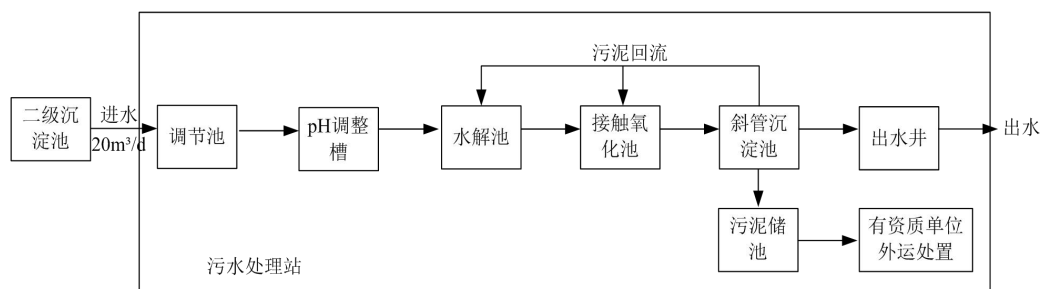 污泥回流
二级沉
淀池
进水
20m³/d
调节池
pH调整
槽
水解池
接触氧
化池
斜管沉
淀池
出水井
出水
污泥储
池
有资质单位
外运处置
污水处理站